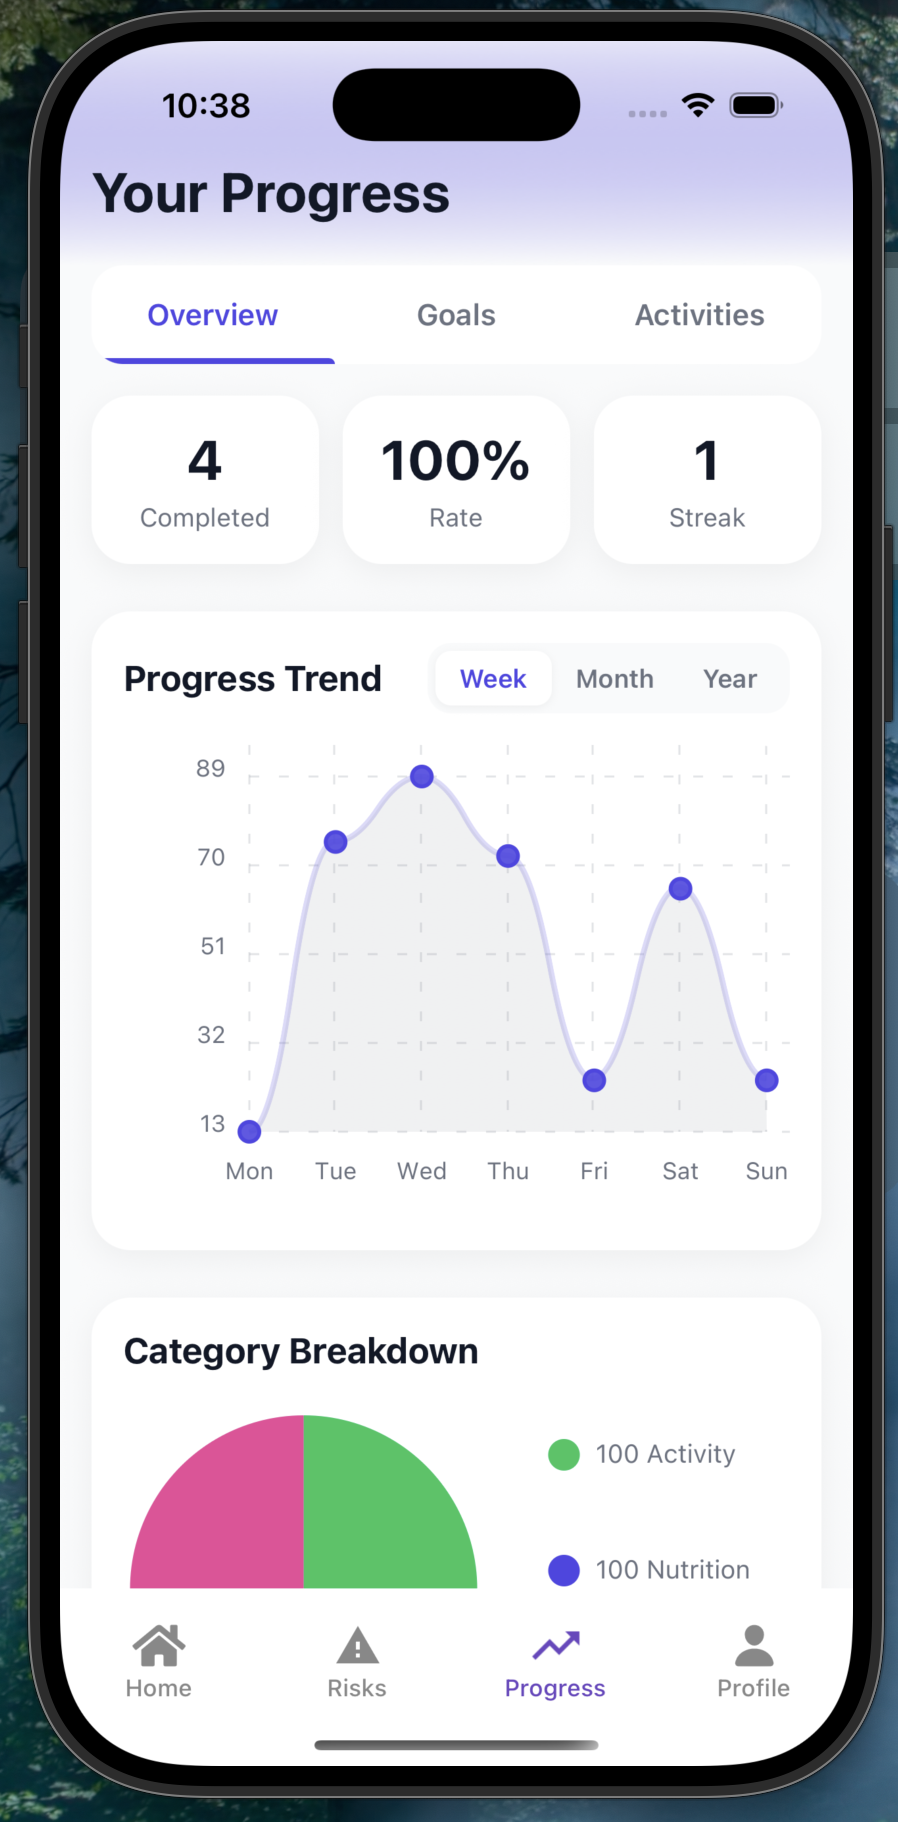 10:38
Your Progress
Overview Goals Activities
4 100% 1
Completed Rate Streak
Progress Trend Week Month Year
89
70
51
32
13
Mon Tue Wed Thu Fri Sat Sun
Category Breakdown
100 Activity
100 Nutrition
Home Risks Progress Profile